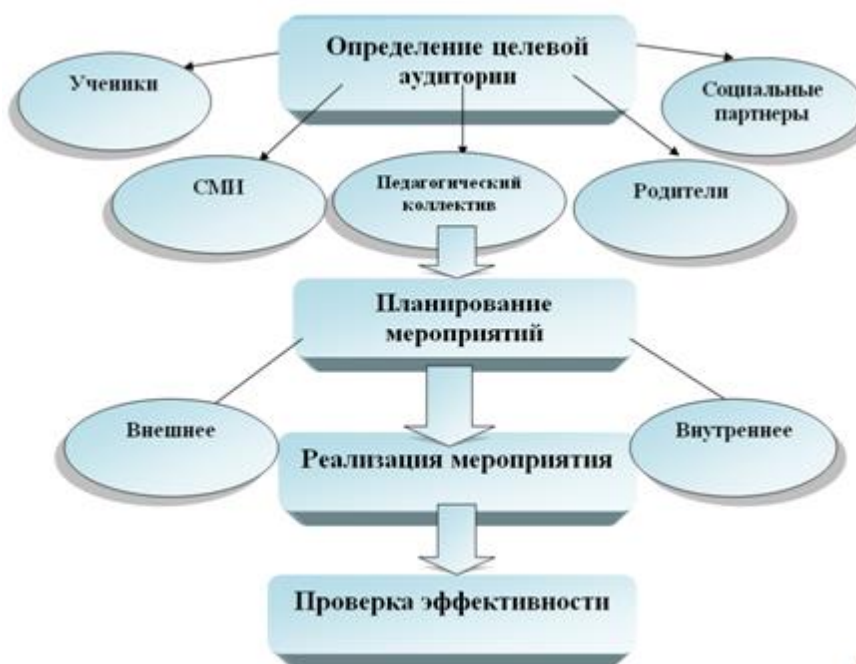 Определение целевой
аудитории
Ученики
Социальные
партнеры
СМИ
Педагогический
коллектив
Родители
Планирование
мероприятий
Внешнее
Внутреннее
Реализация мероприятия
Проверка эффективности